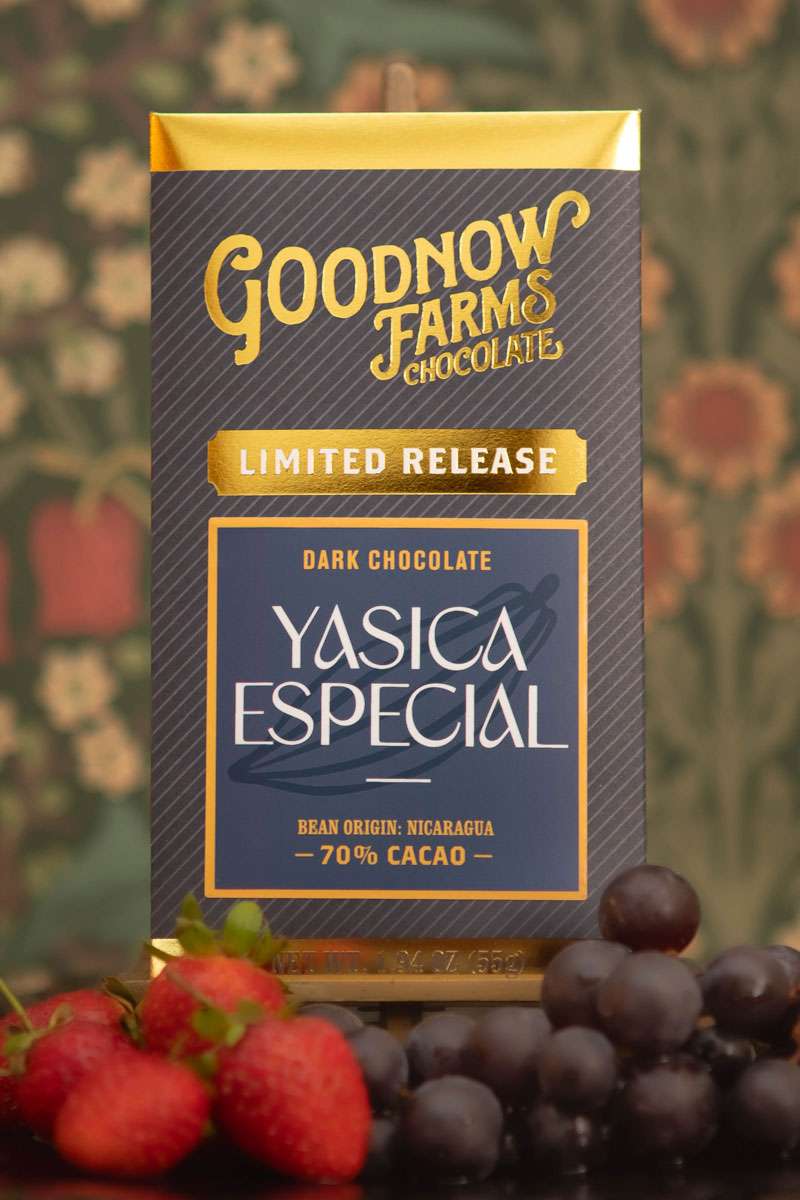 GOODNOW
FARMS
CHOCOLATE
LIMITED RELEASE
DARK CHOCOLATE
YASICA
ESPECIAL
BEAN ORIGIN: NICARAGUA
– 70% CACAO –
NET WT. 1.94 OZ (55g)